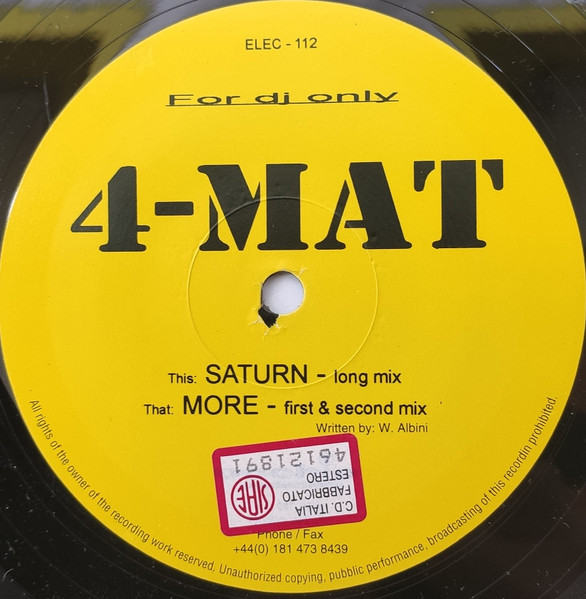 ELEC - 112
For dj only
4-MAT
This: SATURN - long mix
That: MORE - first & second mix
Written by: W. Albini
46121891
C.D. ITALIA
FABBRICATO
ESTERO
SIAE
Phone / Fax
+44(0) 181 473 8439
All rights of the owner of the recording work reserved, Unauthorized copying, pubblic performance, broadcasting of this recordin prohibited.